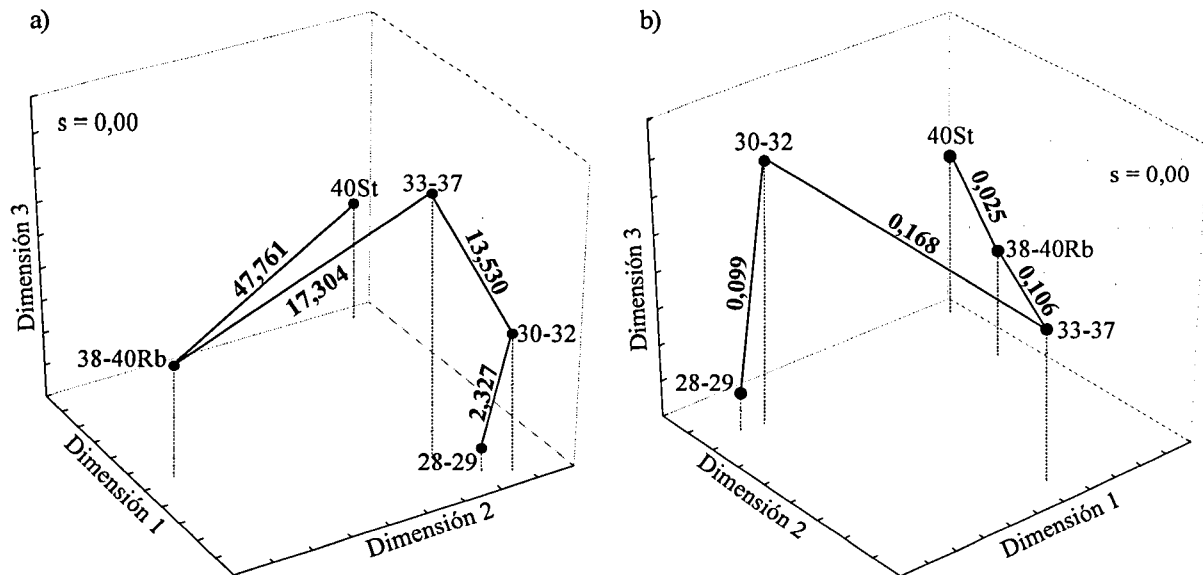 a)
s = 0,00
Dimensión 3
40St
33-37
47,761
17,304
13,530
38-40Rb
30-32
2,327
28-29
Dimensión 1
Dimensión 2
b)
30-32
40St
s = 0,00
0,025
0,168
38-40Rb
0,099
0,106
33-37
Dimensión 3
28-29
Dimensión 2
Dimensión 1